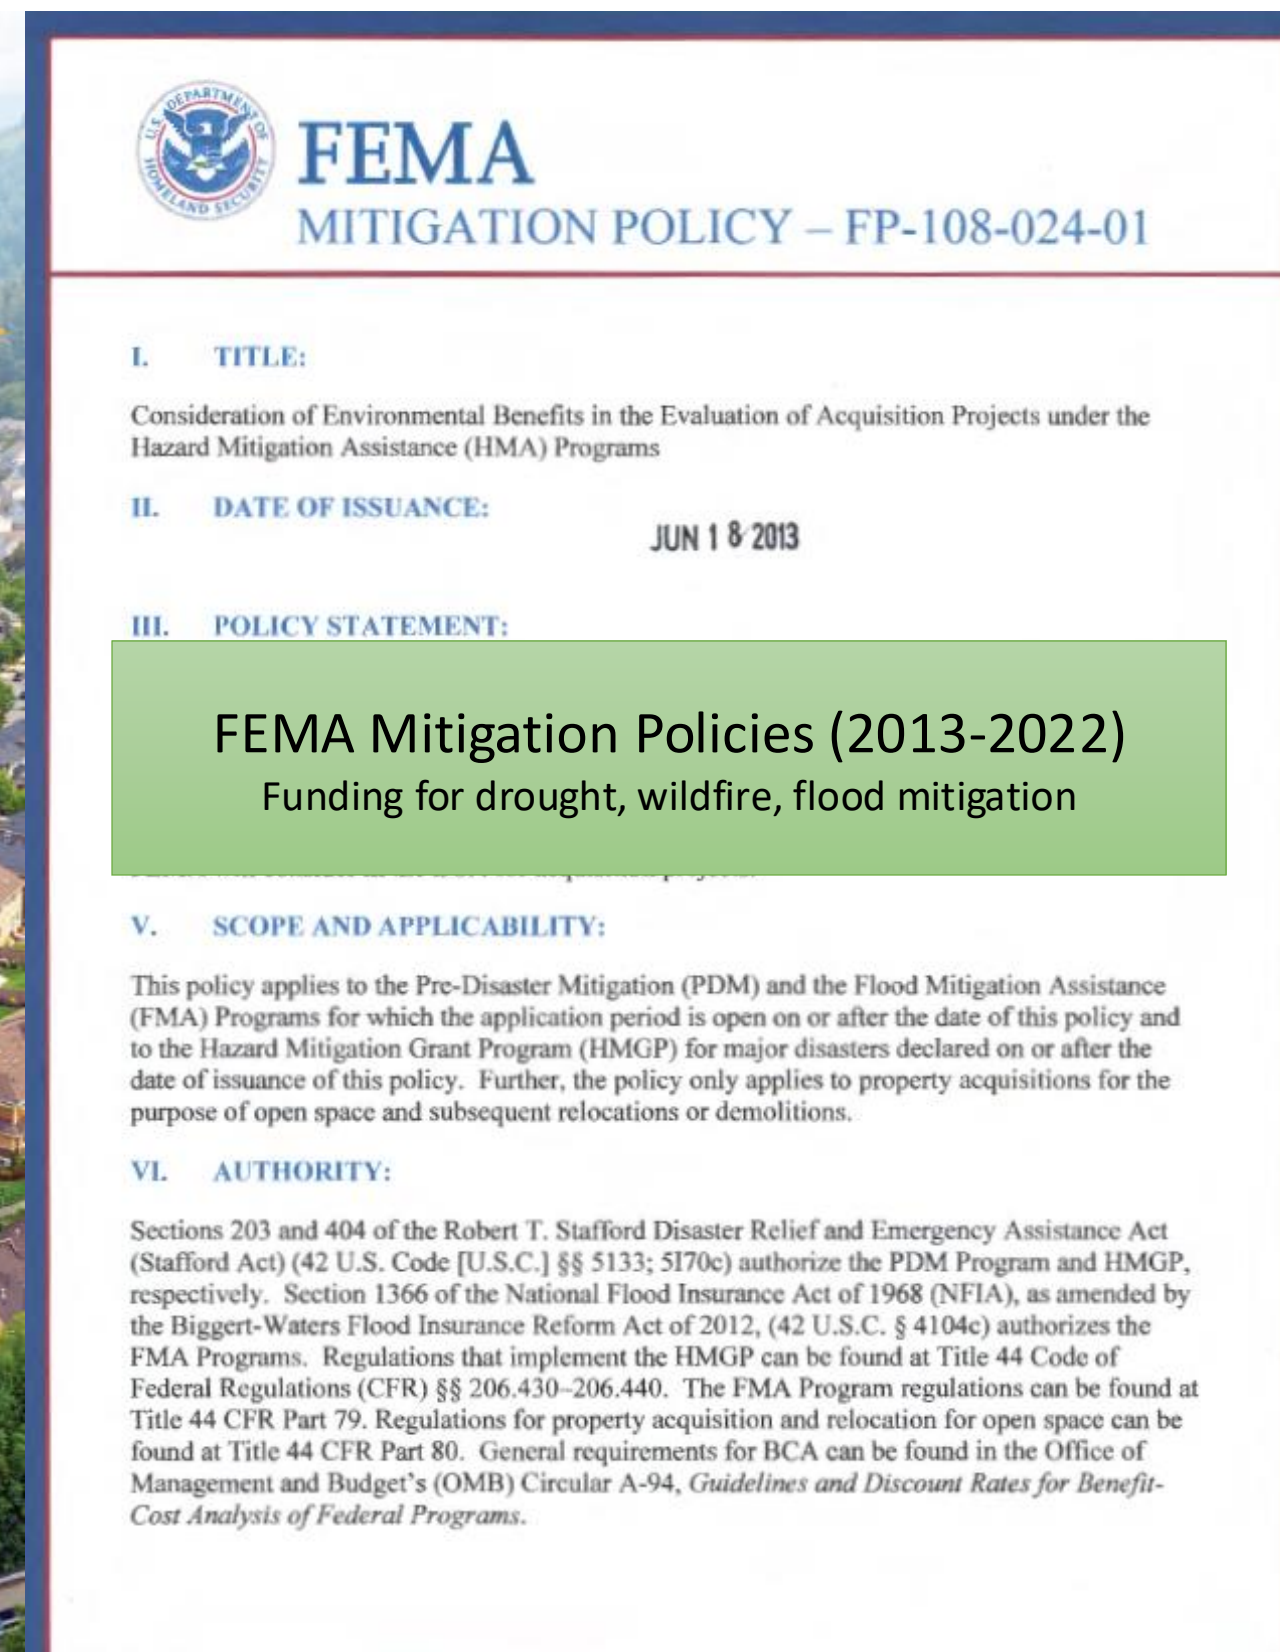 U.S. DEPARTMENT OF
HOMELAND SECURITY
FEMA
MITIGATION POLICY – FP-108-024-01
I. TITLE:
Consideration of Environmental Benefits in the Evaluation of Acquisition Projects under the
Hazard Mitigation Assistance (HMA) Programs
II. DATE OF ISSUANCE:
JUN 18 2013
III. POLICY STATEMENT:
FEMA Mitigation Policies (2013-2022)
Funding for drought, wildfire, flood mitigation
V. SCOPE AND APPLICABILITY:
This policy applies to the Pre-Disaster Mitigation (PDM) and the Flood Mitigation Assistance
(FMA) Programs for which the application period is open on or after the date of this policy and
to the Hazard Mitigation Grant Program (HMGP) for major disasters declared on or after the
date of issuance of this policy.  Further, the policy only applies to property acquisitions for the
purpose of open space and subsequent relocations or demolitions.
VI. AUTHORITY:
Sections 203 and 404 of the Robert T. Stafford Disaster Relief and Emergency Assistance Act
(Stafford Act) (42 U.S. Code [U.S.C.] §§ 5133; 5I70c) authorize the PDM Program and HMGP,
respectively.  Section 1366 of the National Flood Insurance Act of 1968 (NFIA), as amended by
the Biggert-Waters Flood Insurance Reform Act of 2012, (42 U.S.C. § 4104c) authorizes the
FMA Programs.  Regulations that implement the HMGP can be found at Title 44 Code of
Federal Regulations (CFR) §§ 206.430–206.440.  The FMA Program regulations can be found at
Title 44 CFR Part 79. Regulations for property acquisition and relocation for open space can be
found at Title 44 CFR Part 80.  General requirements for BCA can be found in the Office of
Management and Budget's (OMB) Circular A-94, Guidelines and Discount Rates for Benefit-
Cost Analysis of Federal Programs.